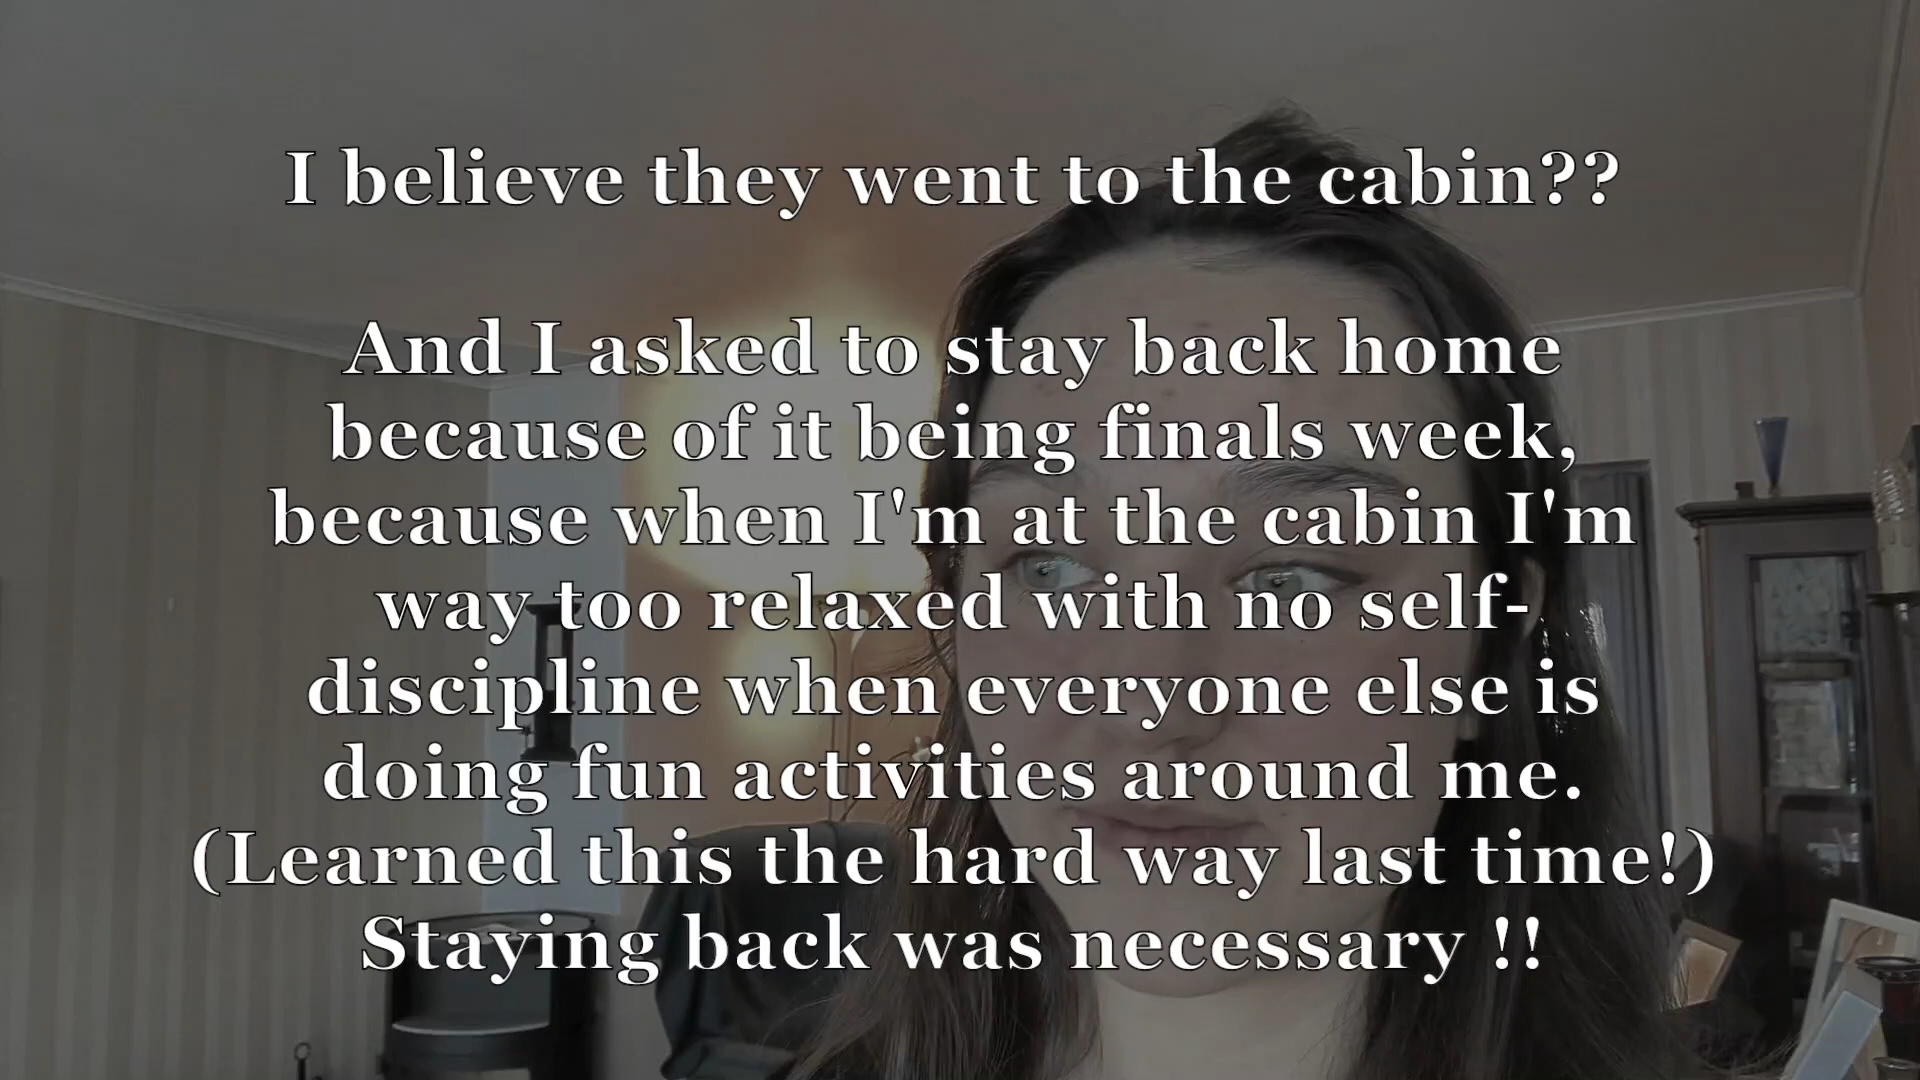 I believe they went to the cabin??
And I asked to stay back home
because of it being finals week,
because when I'm at the cabin I'm
way too relaxed with no self-
discipline when everyone else is
doing fun activities around me.
(Learned this the hard way last time!)
Staying back was necessary !!